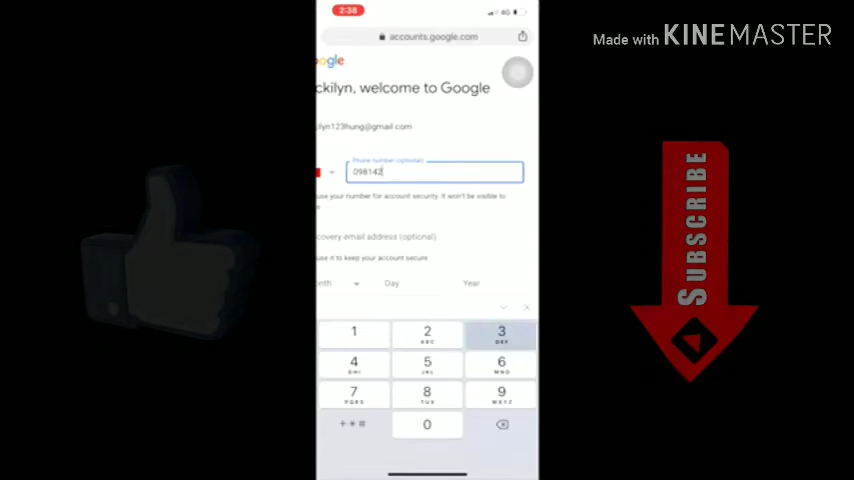 2:38
4G
accounts.google.com
Made with KINEMASTER
ogle
ckilyn, welcome to Google
ilyn123hung@gmail.com
Phone number (optional)
098142
use your number for account security. It won't be visible to
covery email address (optional)
use it to keep your account secure
onth
Day
Year
SUBSCRIBE
1
2
ABC
3
DEF
4
GHI
5
JKL
6
MNO
7
PQRS
8
TUV
9
WXYZ
+*#
0